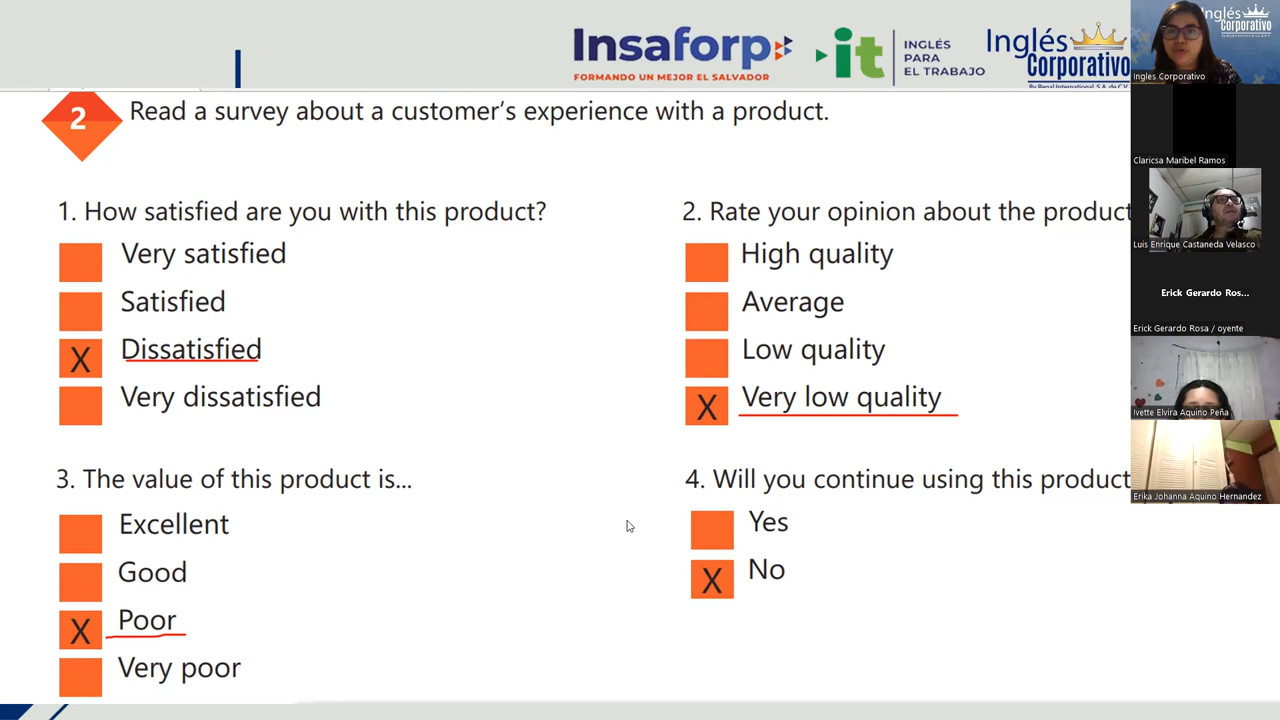 Insaforp
FORMANDO UN MEJOR EL SALVADOR
it
INGLÉS
PARA
EL TRABAJO
Inglés
Corporativo
2
Read a survey about a customer's experience with a product.
1. How satisfied are you with this product?
Very satisfied
Satisfied
X Dissatisfied
Very dissatisfied
2. Rate your opinion about the product
High quality
Average
Low quality
X Very low quality
3. The value of this product is...
Excellent
Good
X Poor
Very poor
4. Will you continue using this product
Yes
X No
Inglés
Corporativo
Ingles Corporativo
Claricsa Maribel Ramos
Luis Enrique Castaneda Velasco
Erick Gerardo Ros...
Erick Gerardo Rosa / oyente
Ivette Elvira Aquino Peña
Erika Johanna Aquino Hernandez